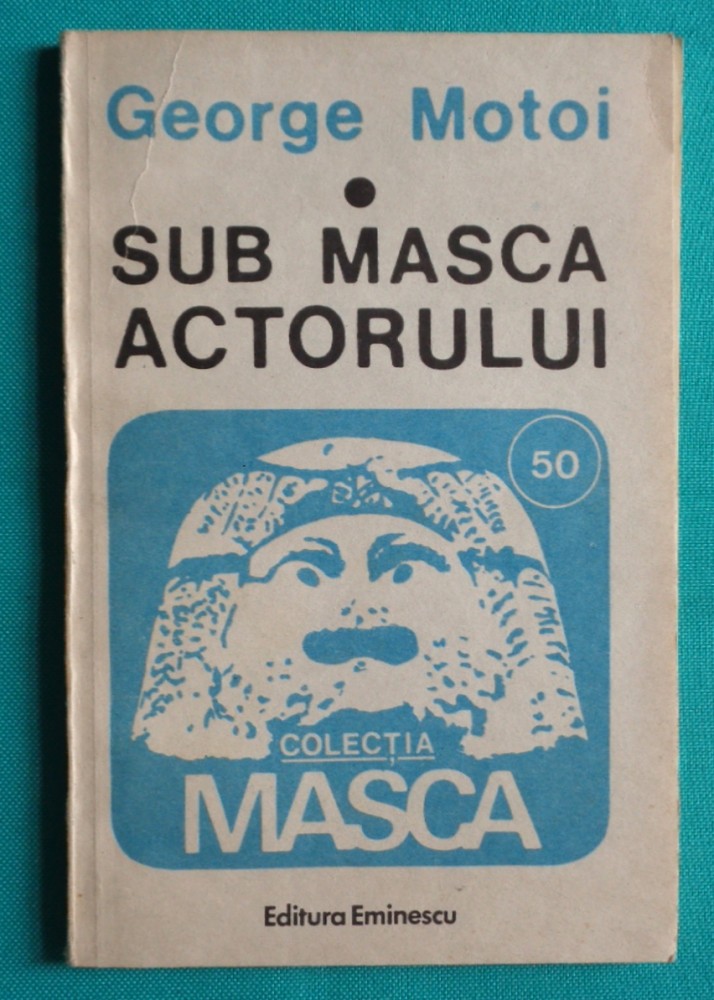 George Motoi
●
SUB MASCA
ACTORULUI
50
COLECȚIA
MASCA
Editura Eminescu